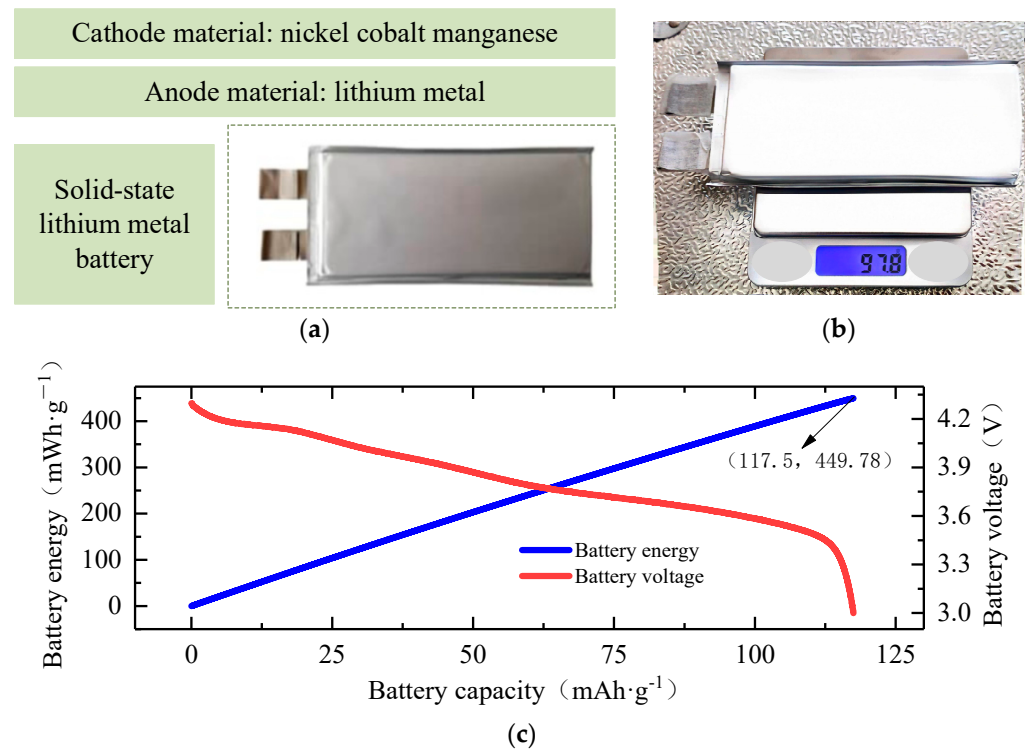 Cathode material: nickel cobalt manganese
Anode material: lithium metal
Solid-state
lithium metal
battery
(a)
97.8
(b)
Battery energy（mWh·g⁻¹）
400
300
200
100
0
(117.5, 449.78)
Battery energy
Battery voltage
4.2
3.9
3.6
3.3
3.0
Battery voltage（V）
0
25
50
75
100
125
Battery capacity（mAh·g⁻¹）
(c)